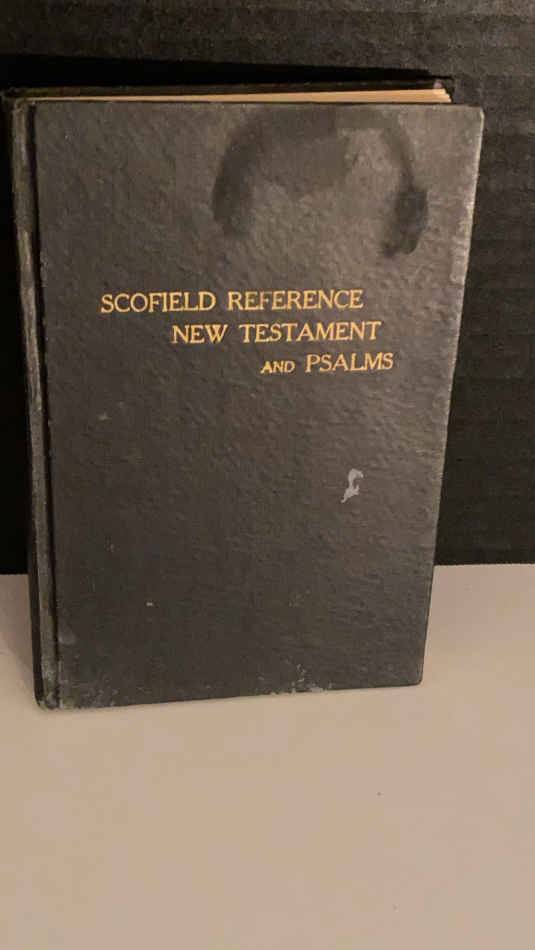 SCOFIELD REFERENCE
NEW TESTAMENT
AND PSALMS